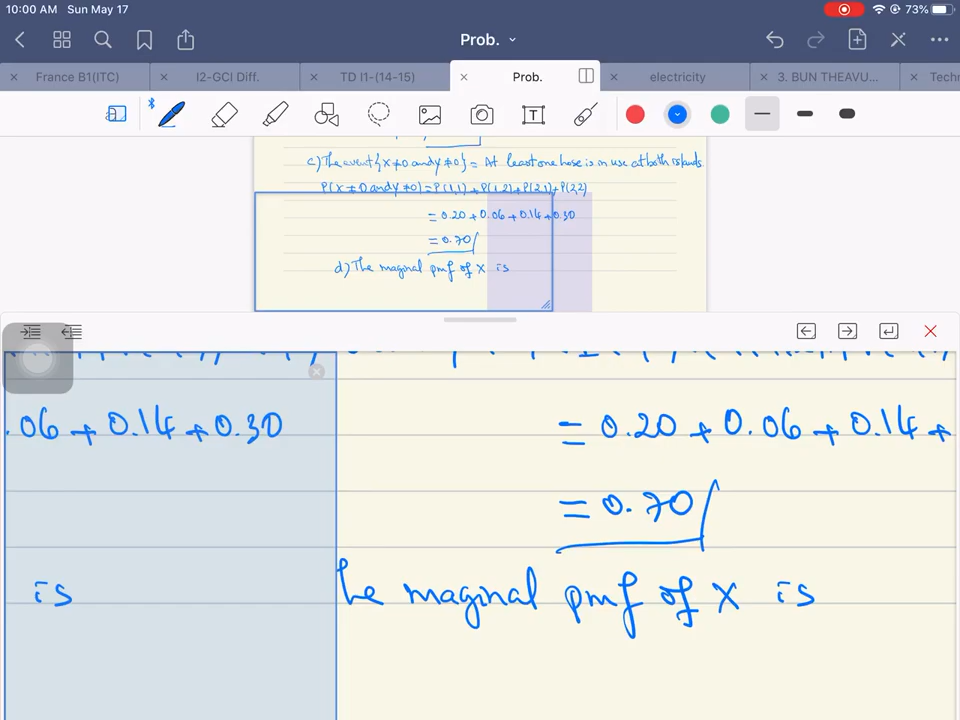 10:00 AM Sun May 17 73%
Prob.
France B1(ITC) I2-GCI Diff. TD I1-(14-15) Prob. electricity 3. BUN THEAVU... Techn
c) The event {X≠0 and Y≠0} = At least one hose is in use at both islands.
P(X≠0 and Y≠0) = P(1,1) + P(1,2) + P(2,1) + P(2,2)
= 0.20 + 0.06 + 0.14 + 0.30
= 0.70
d) The maginal pmf of X is
.06 + 0.14 + 0.30 = 0.20 + 0.06 + 0.14 +
= 0.70
is he maginal pmf of X is